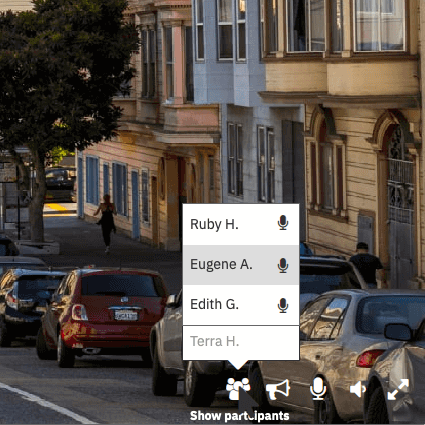 Ruby H.
Eugene A.
Edith G.
Terra H.
Show participants